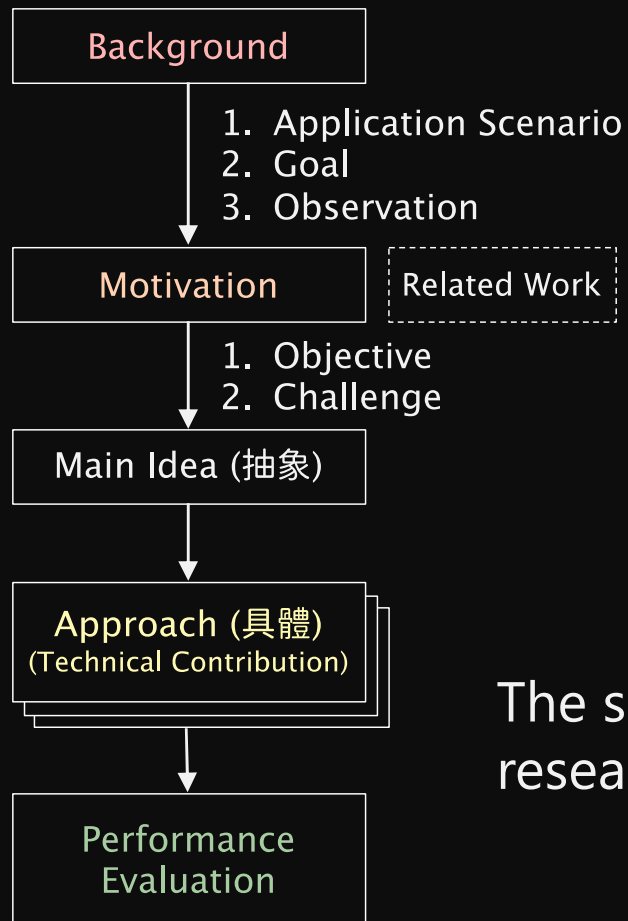 Background
1. Application Scenario
2. Goal
3. Observation
Motivation
Related Work
1. Objective
2. Challenge
Main Idea (抽象)
Approach (具體)
(Technical Contribution)
The
Performance
Evaluation